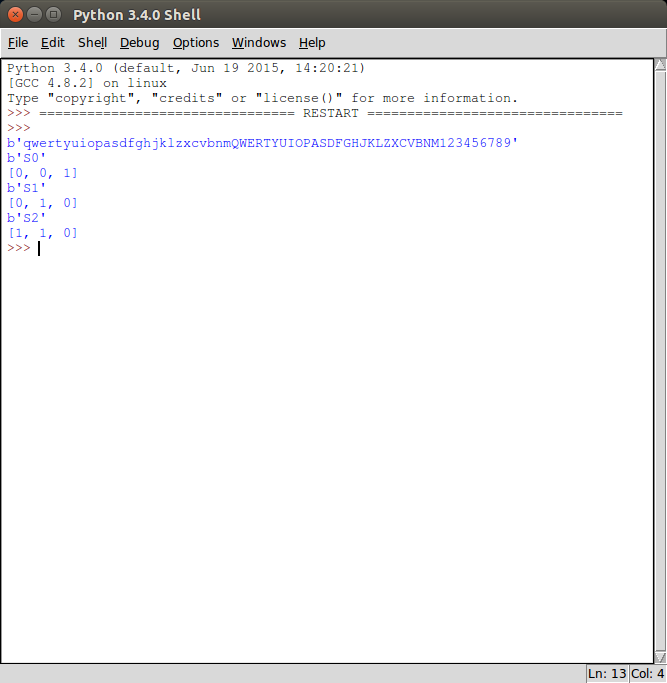 Python 3.4.0 Shell
File Edit Shell Debug Options Windows Help
Python 3.4.0 (default, Jun 19 2015, 14:20:21)
[GCC 4.8.2] on linux
Type "copyright", "credits" or "license()" for more information.
>>> ================================ RESTART ================================
>>>
b'qwertyuiopasdfghjklzxcvbnmQWERTYUIOPASDFGHJKLZXCVBNM123456789'
b'S0'
[0, 0, 1]
b'S1'
[0, 1, 0]
b'S2'
[1, 1, 0]
>>>
Ln: 13 Col: 4